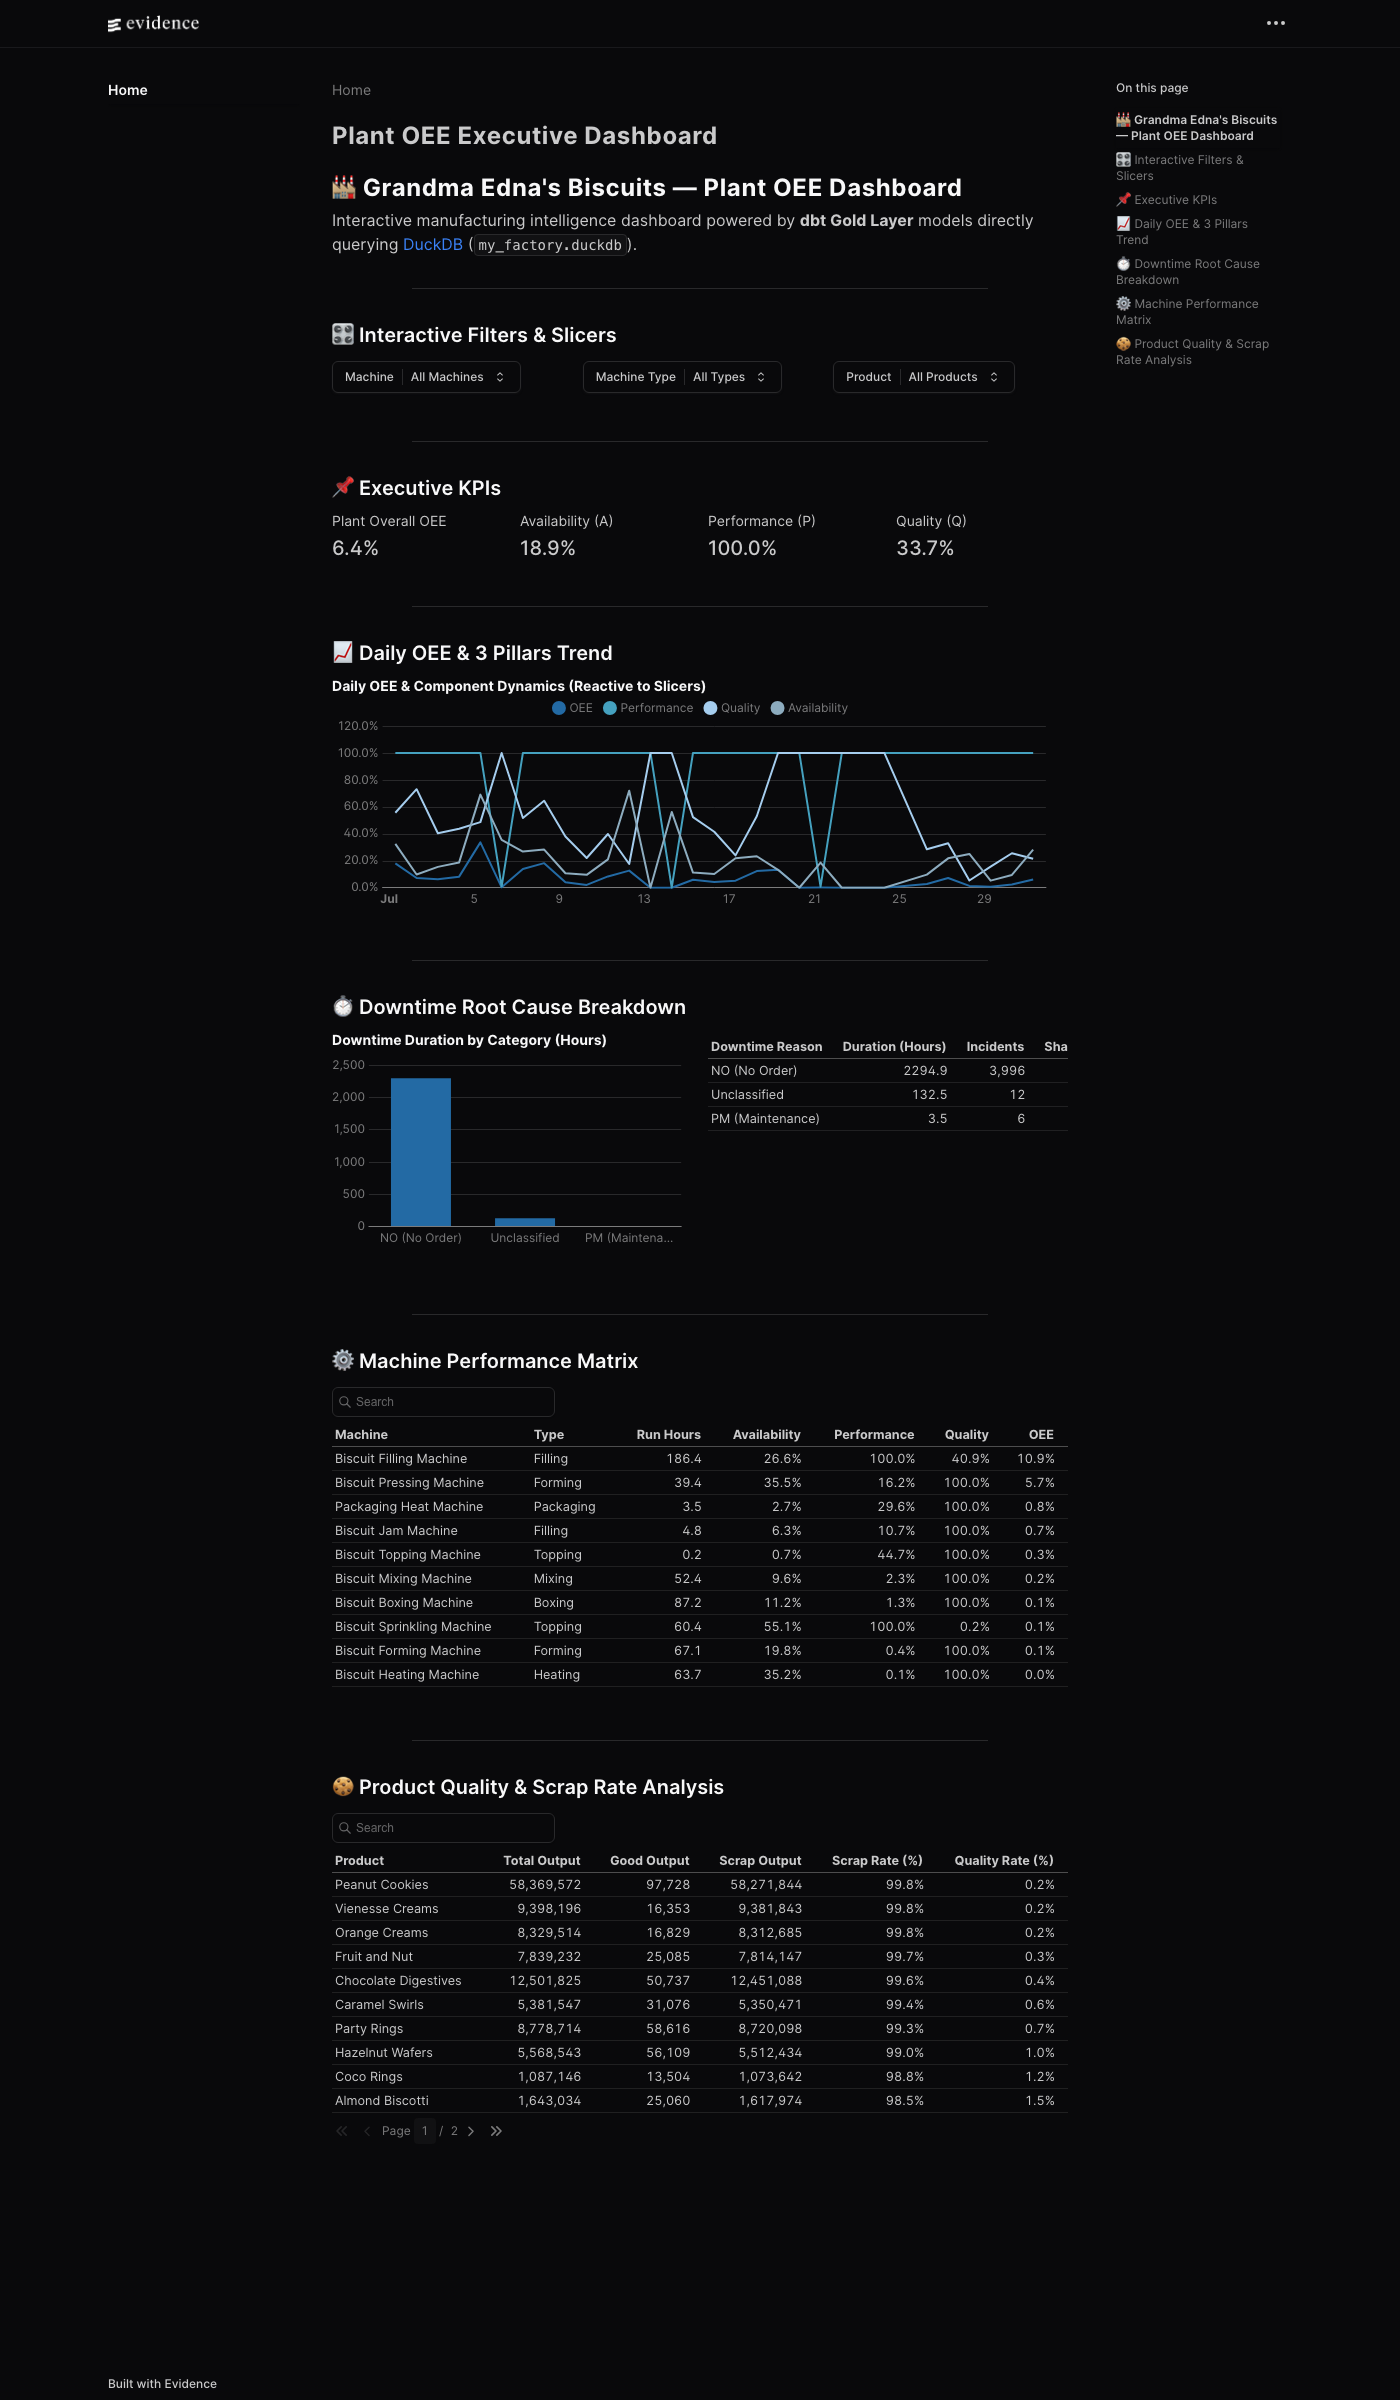 evidence
Home
Home
Plant OEE Executive Dashboard
🏭 Grandma Edna's Biscuits — Plant OEE Dashboard
Interactive manufacturing intelligence dashboard powered by dbt Gold Layer models directly
querying DuckDB (my_factory.duckdb).
🎛️ Interactive Filters & Slicers
Machine | All Machines
Machine Type | All Types
Product | All Products
📌 Executive KPIs
Plant Overall OEE Availability (A) Performance (P) Quality (Q)
6.4% 18.9% 100.0% 33.7%
📈 Daily OEE & 3 Pillars Trend
Daily OEE & Component Dynamics (Reactive to Slicers)
OEE Performance Quality Availability
120.0%
100.0%
80.0%
60.0%
40.0%
20.0%
0.0%
Jul 5 9 13 17 21 25 29
⏱️ Downtime Root Cause Breakdown
Downtime Duration by Category (Hours)
2,500
2,000
1,500
1,000
500
0
NO (No Order) Unclassified PM (Maintena...
Downtime Reason Duration (Hours) Incidents Sha
NO (No Order) 2294.9 3,996
Unclassified 132.5 12
PM (Maintenance) 3.5 6
⚙️ Machine Performance Matrix
Search
Machine Type Run Hours Availability Performance Quality OEE
Biscuit Filling Machine Filling 186.4 26.6% 100.0% 40.9% 10.9%
Biscuit Pressing Machine Forming 39.4 35.5% 16.2% 100.0% 5.7%
Packaging Heat Machine Packaging 3.5 2.7% 29.6% 100.0% 0.8%
Biscuit Jam Machine Filling 4.8 6.3% 10.7% 100.0% 0.7%
Biscuit Topping Machine Topping 0.2 0.7% 44.7% 100.0% 0.3%
Biscuit Mixing Machine Mixing 52.4 9.6% 2.3% 100.0% 0.2%
Biscuit Boxing Machine Boxing 87.2 11.2% 1.3% 100.0% 0.1%
Biscuit Sprinkling Machine Topping 60.4 55.1% 100.0% 0.2% 0.1%
Biscuit Forming Machine Forming 67.1 19.8% 0.4% 100.0% 0.1%
Biscuit Heating Machine Heating 63.7 35.2% 0.1% 100.0% 0.0%
🍪 Product Quality & Scrap Rate Analysis
Search
Product Total Output Good Output Scrap Output Scrap Rate (%) Quality Rate (%)
Peanut Cookies 58,369,572 97,728 58,271,844 99.8% 0.2%
Vienesse Creams 9,398,196 16,353 9,381,843 99.8% 0.2%
Orange Creams 8,329,514 16,829 8,312,685 99.8% 0.2%
Fruit and Nut 7,839,232 25,085 7,814,147 99.7% 0.3%
Chocolate Digestives 12,501,825 50,737 12,451,088 99.6% 0.4%
Caramel Swirls 5,381,547 31,076 5,350,471 99.4% 0.6%
Party Rings 8,778,714 58,616 8,720,098 99.3% 0.7%
Hazelnut Wafers 5,568,543 56,109 5,512,434 99.0% 1.0%
Coco Rings 1,087,146 13,504 1,073,642 98.8% 1.2%
Almond Biscotti 1,643,034 25,060 1,617,974 98.5% 1.5%
Page 1 / 2
On this page
🏭 Grandma Edna's Biscuits
— Plant OEE Dashboard
🎛️ Interactive Filters &
Slicers
📌 Executive KPIs
📈 Daily OEE & 3 Pillars
Trend
⏱️ Downtime Root Cause
Breakdown
⚙️ Machine Performance
Matrix
🍪 Product Quality & Scrap
Rate Analysis
Built with Evidence